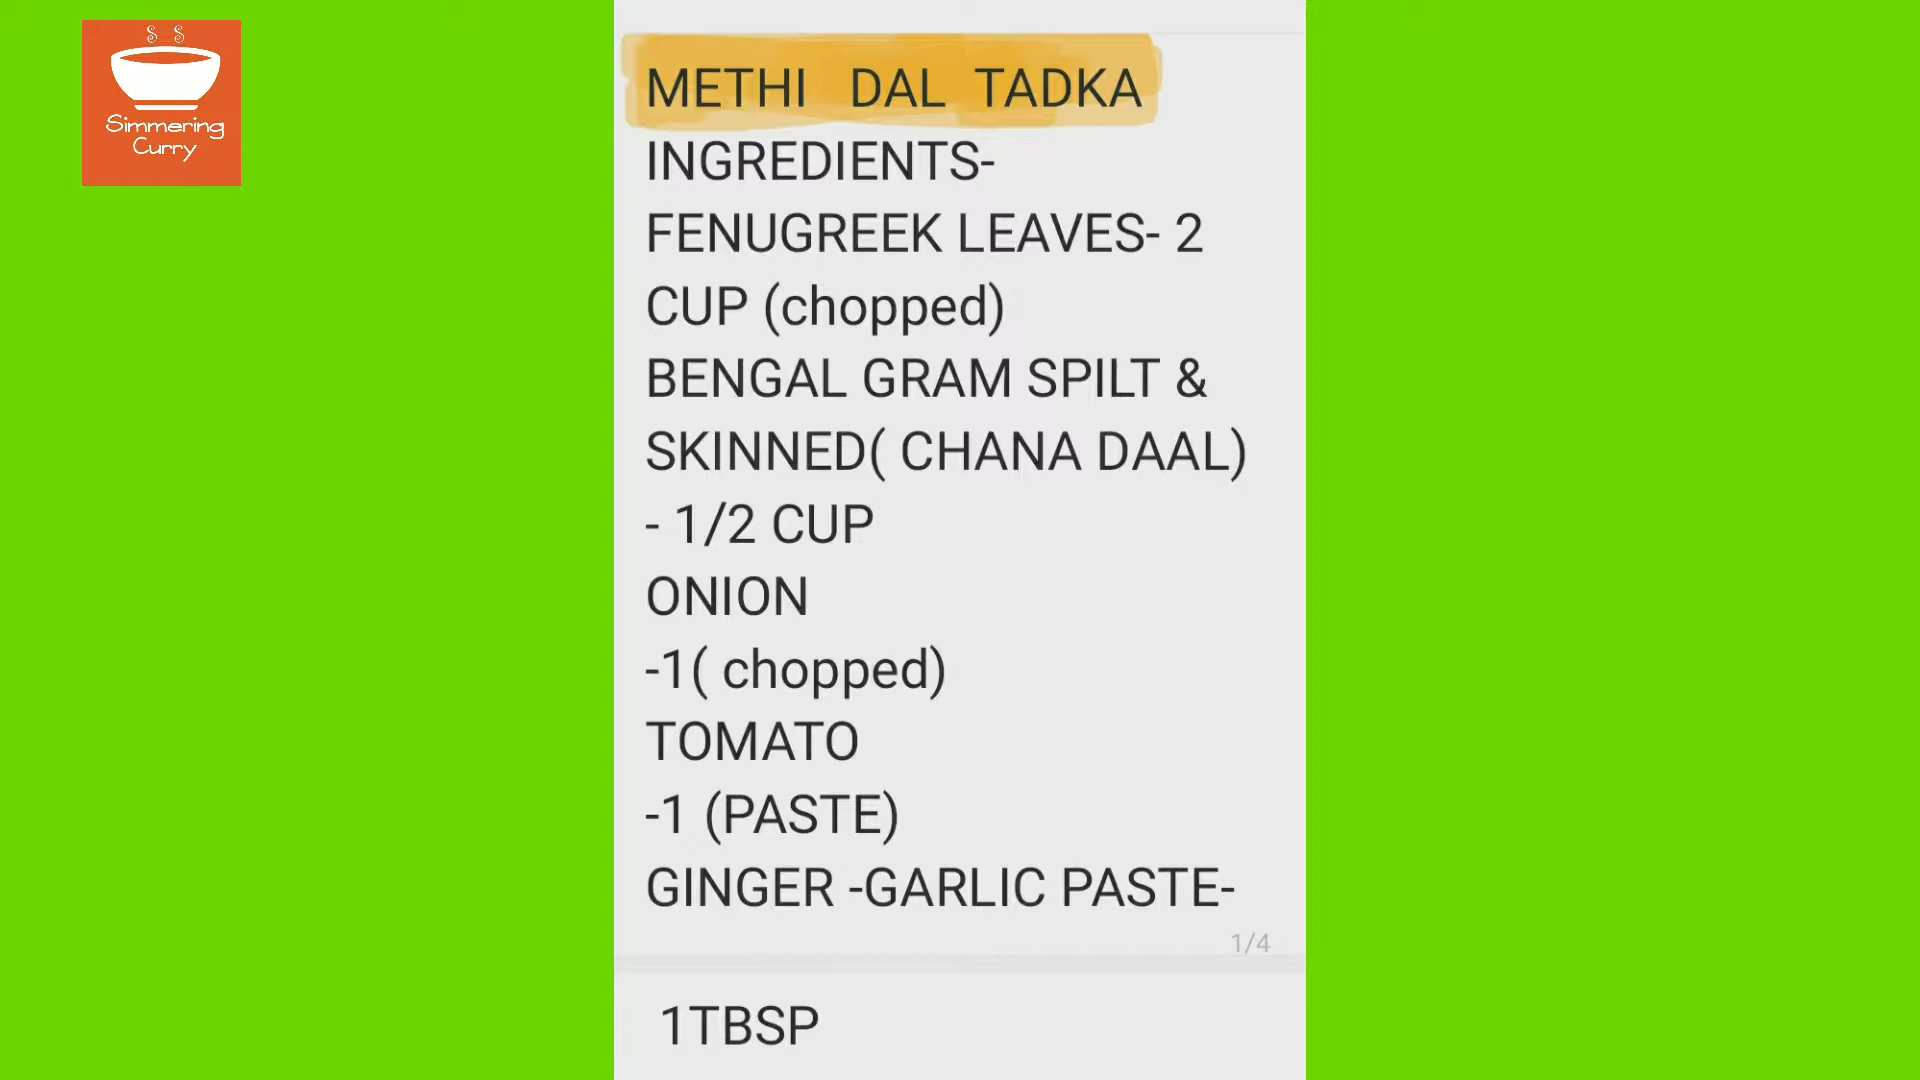 Simmering
Curry
METHI DAL TADKA
INGREDIENTS-
FENUGREEK LEAVES- 2
CUP (chopped)
BENGAL GRAM SPILT &
SKINNED( CHANA DAAL)
- 1/2 CUP
ONION
-1( chopped)
TOMATO
-1 (PASTE)
GINGER -GARLIC PASTE-
1/4
1TBSP